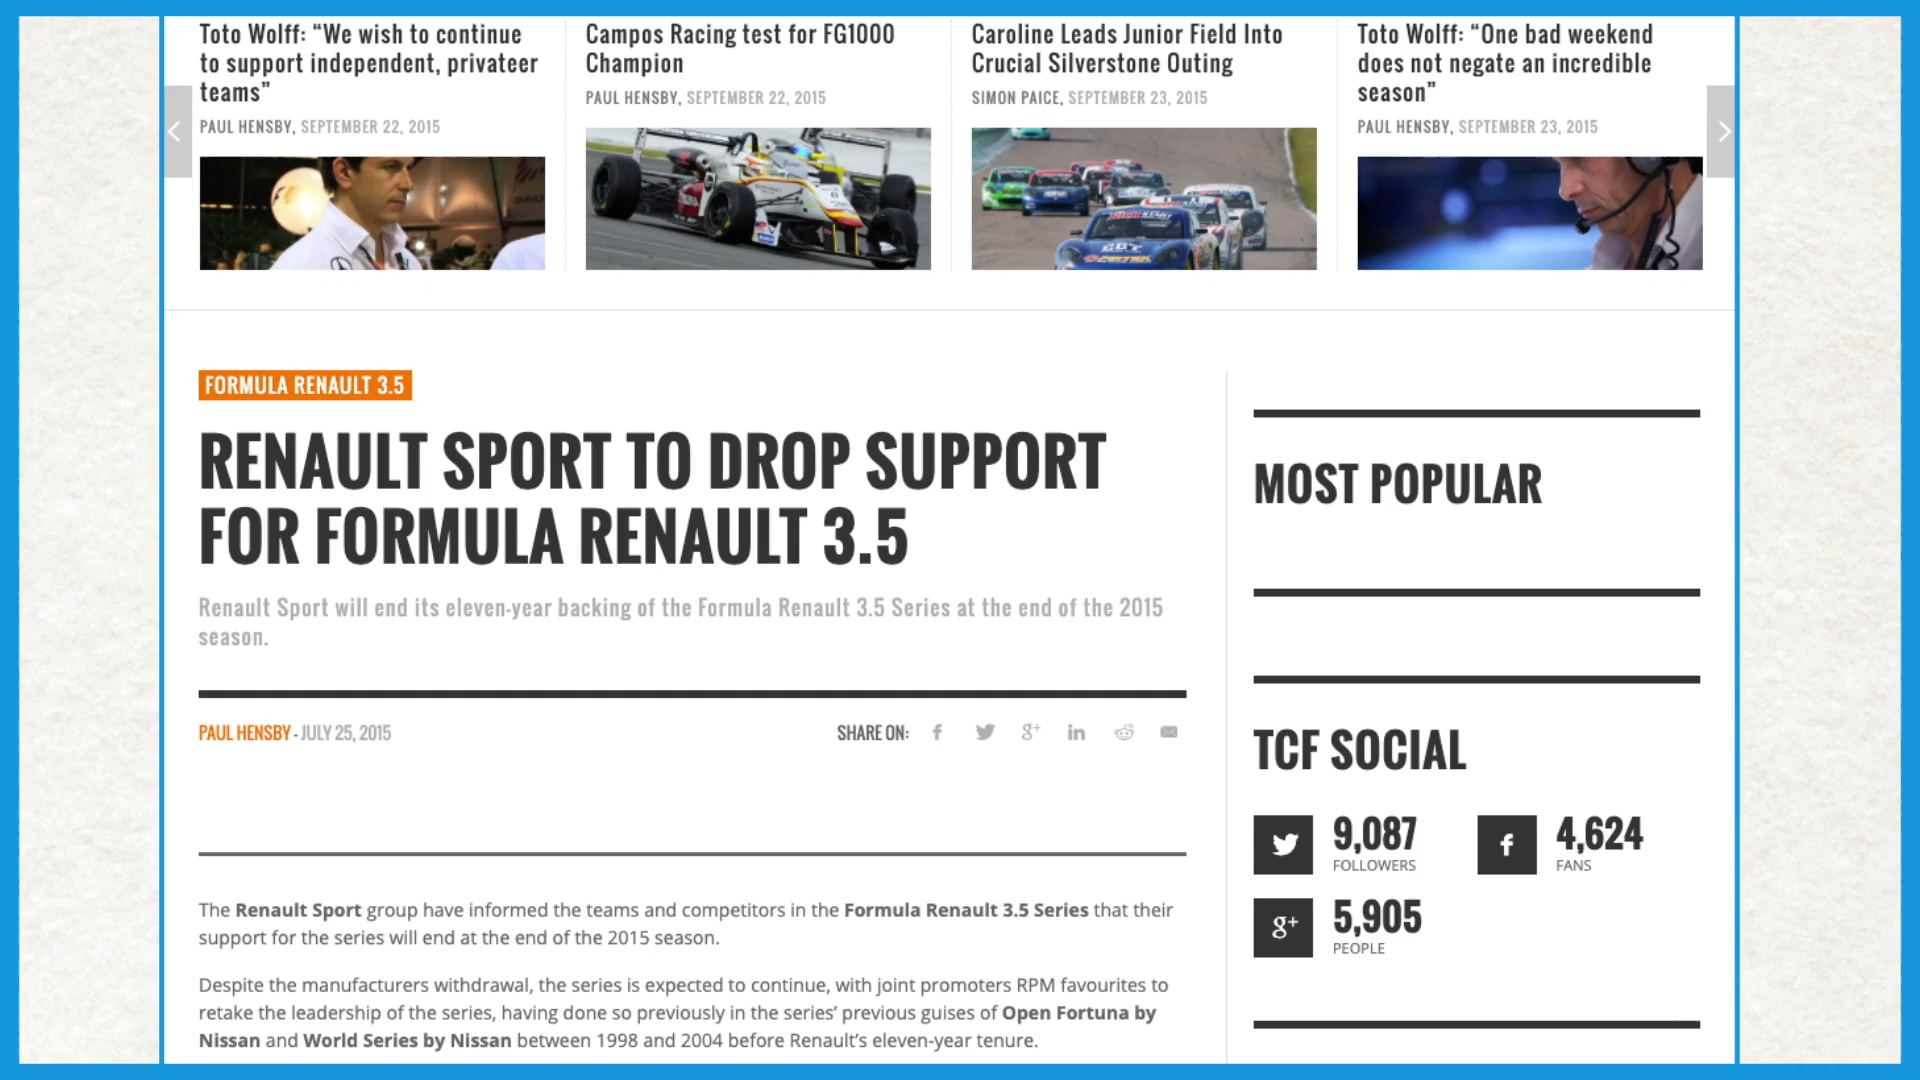 Toto Wolff: “We wish to continue
to support independent, privateer
teams”
PAUL HENSBY, SEPTEMBER 22, 2015
Campos Racing test for FG1000
Champion
PAUL HENSBY, SEPTEMBER 22, 2015
Caroline Leads Junior Field Into
Crucial Silverstone Outing
SIMON PAICE, SEPTEMBER 23, 2015
Toto Wolff: “One bad weekend
does not negate an incredible
season”
PAUL HENSBY, SEPTEMBER 23, 2015
FORMULA RENAULT 3.5
RENAULT SPORT TO DROP SUPPORT
FOR FORMULA RENAULT 3.5
Renault Sport will end its eleven-year backing of the Formula Renault 3.5 Series at the end of the 2015
season.
PAUL HENSBY - JULY 25, 2015
SHARE ON:
The Renault Sport group have informed the teams and competitors in the Formula Renault 3.5 Series that their
support for the series will end at the end of the 2015 season.
Despite the manufacturers withdrawal, the series is expected to continue, with joint promoters RPM favourites to
retake the leadership of the series, having done so previously in the series’ previous guises of Open Fortuna by
Nissan and World Series by Nissan between 1998 and 2004 before Renault’s eleven-year tenure.
MOST POPULAR
TCF SOCIAL
9,087
FOLLOWERS
4,624
FANS
5,905
PEOPLE